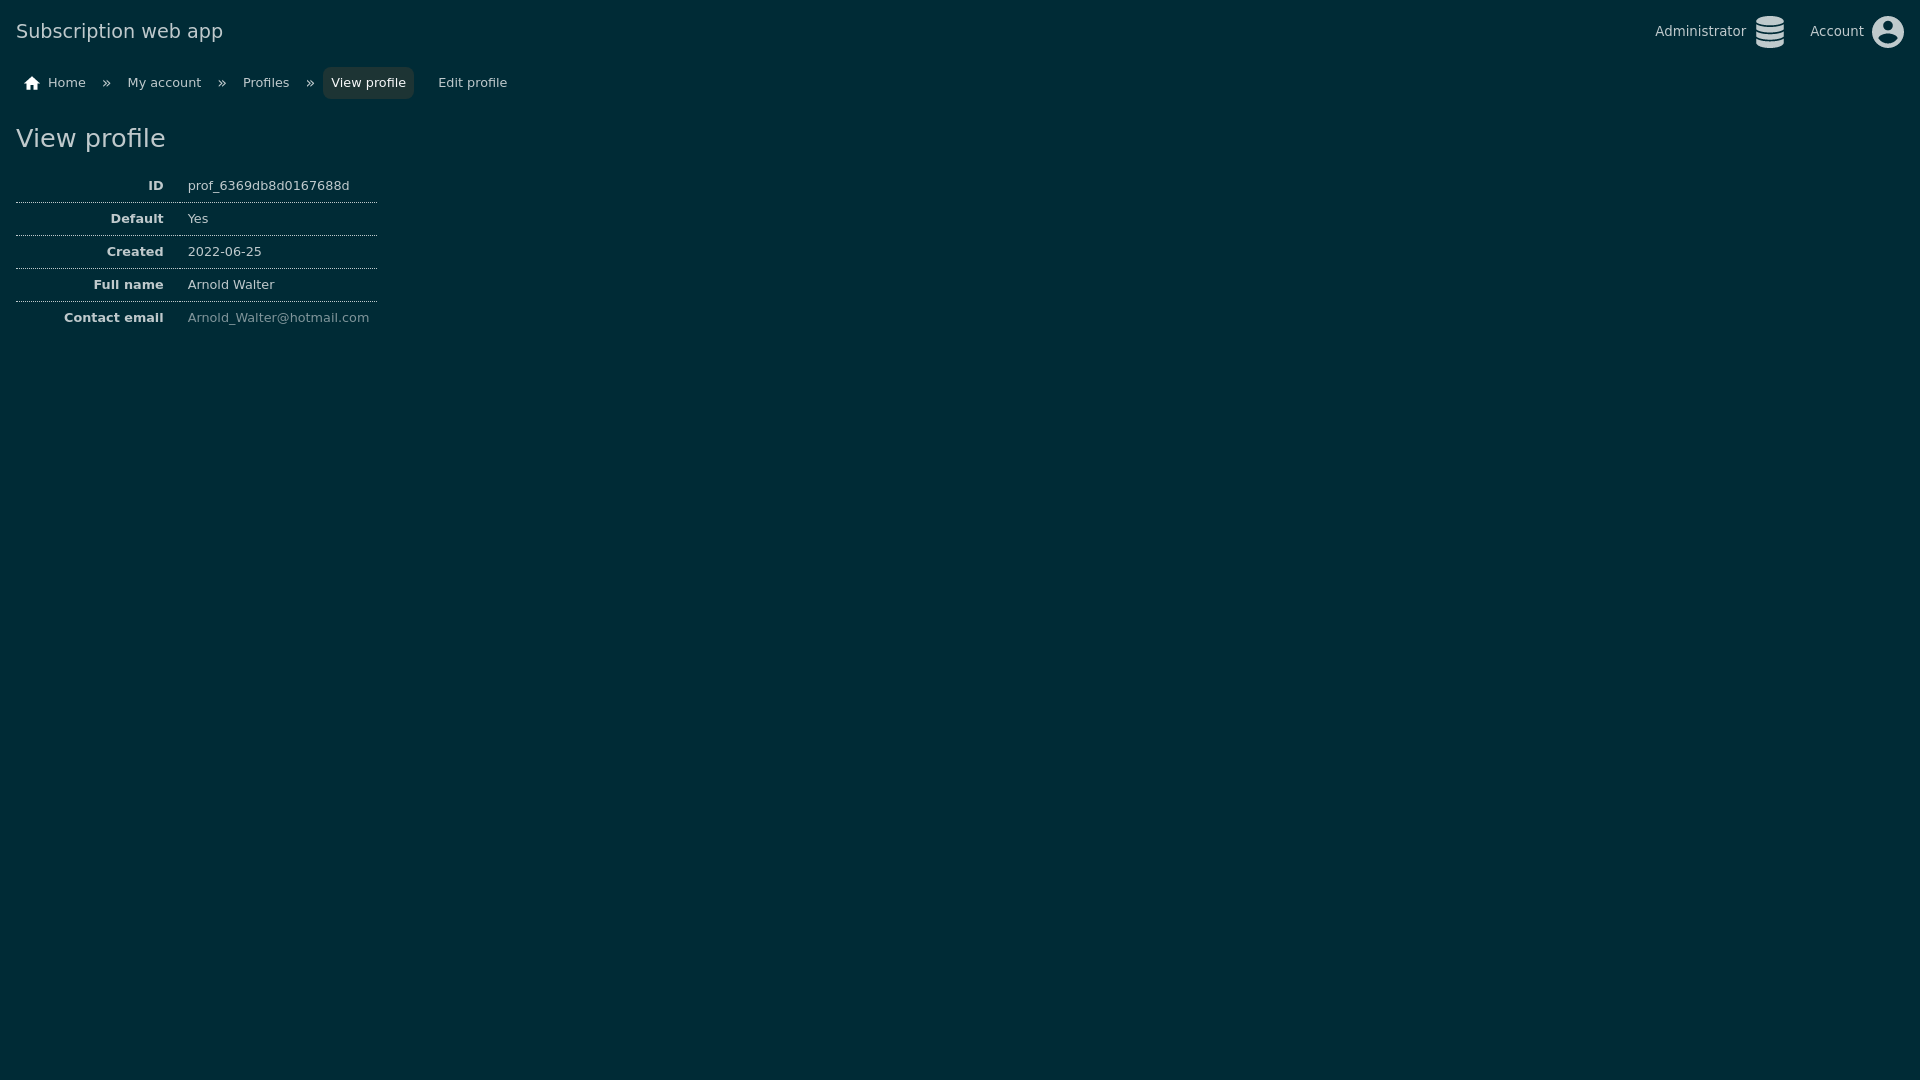 Subscription web app
Administrator
Account
Home » My account » Profiles » View profile Edit profile
View profile
ID prof_6369db8d0167688d
Default Yes
Created 2022-06-25
Full name Arnold Walter
Contact email Arnold_Walter@hotmail.com